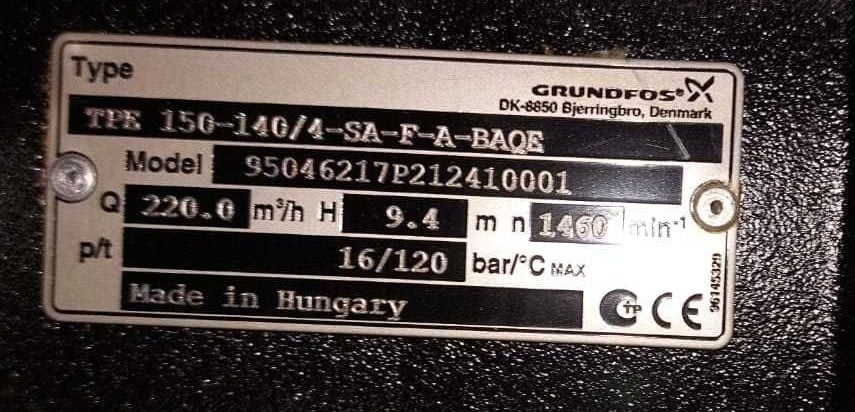 Type
GRUNDFOS®
DK-8850 Bjerringbro, Denmark
TPE 150-140/4-SA-F-A-BAQE
Model 95046217P212410001
Q 220.0 m³/h H 9.4 m n 1460 min⁻¹
p/t 16/120 bar/°C MAX
Made in Hungary
CE
96145329